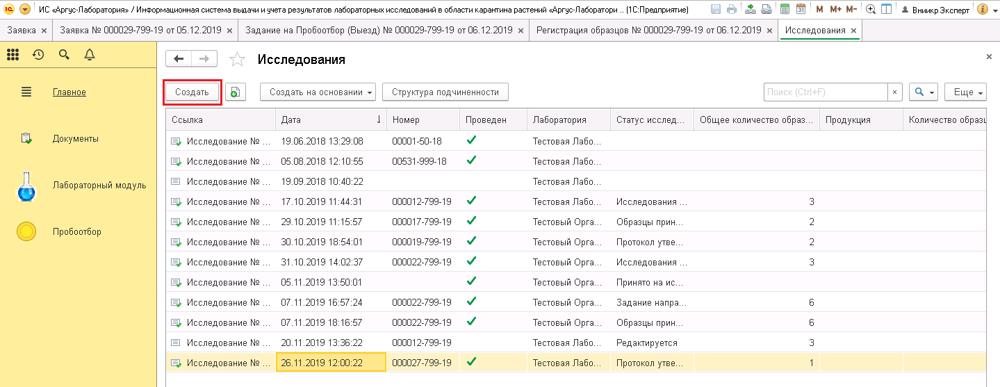 ИС «Аргус-Лаборатория» / Информационная система выдачи и учета результатов лабораторных исследований в области карантина растений «Аргус-Лаборатори .. (1С:Предприятие) 31 M M+ M− Вниикр Эксперт
Заявка × Заявка № 000029-799-19 от 05.12.2019 × Задание на Пробоотбор (Выезд) № 000029-799-19 от 06.12.2019 × Регистрация образцов № 000029-799-19 от 06.12.2019 × Исследования ×
Исследования
Главное
Документы
Лабораторный модуль
Пробоотбор
Создать Создать на основании Структура подчиненности Поиск (Ctrl+F) × Еще
Ссылка Дата ↓ Номер Проведен Лаборатория Статус исслед... Общее количество образ... Продукция Количество образц
Исследование № ... 19.06.2018 13:29:08 00001-50-18 Тестовая Лабо...
Исследование № ... 05.08.2018 12:10:55 00531-999-18 Тестовая Лабо...
Исследование № ... 19.09.2018 10:40:22 Тестовая Лабо...
Исследование № ... 17.10.2019 11:44:31 000012-799-19 Тестовая Лабо... Исследования ... 3
Исследование № ... 29.10.2019 11:15:57 000017-799-19 Тестовый Орга... Образцы прин... 2
Исследование № ... 30.10.2019 18:54:01 000019-799-19 Тестовый Орга... Протокол утве... 2
Исследование № ... 31.10.2019 14:02:37 000022-799-19 Тестовый Орга... Исследования ... 3
Исследование № ... 05.11.2019 13:50:01 Тестовый Орга... Принято на ис...
Исследование № ... 07.11.2019 16:57:24 000022-799-19 Тестовый Орга... Задание напра... 6
Исследование № ... 07.11.2019 18:16:57 000022-799-19 Тестовый Орга... Образцы прин... 6
Исследование № ... 20.11.2019 13:36:22 000012-799-19 Тестовая Лабо... Редактируется 3
Исследование № ... 26.11.2019 12:00:22 000027-799-19 Тестовая Лабо... Протокол утве... 1